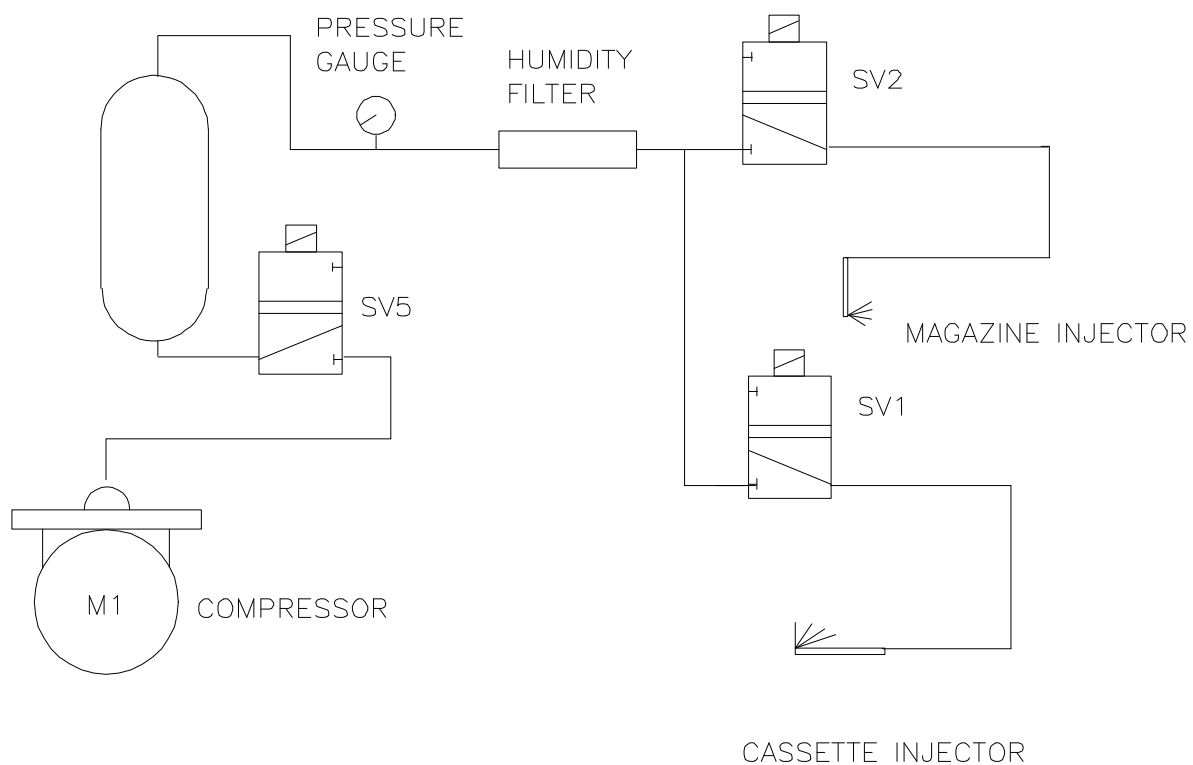 PRESSURE
GAUGE
HUMIDITY
FILTER
SV2
SV5
MAGAZINE INJECTOR
SV1
M1
COMPRESSOR
CASSETTE INJECTOR